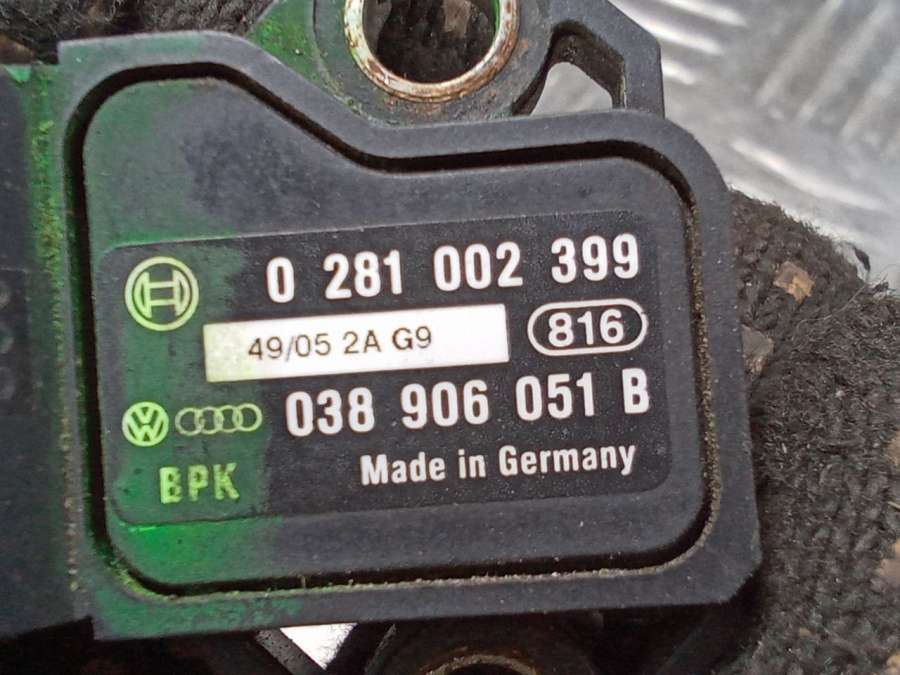 0 281 002 399
49/05 2A G9
816
038 906 051 B
BPK
Made in Germany